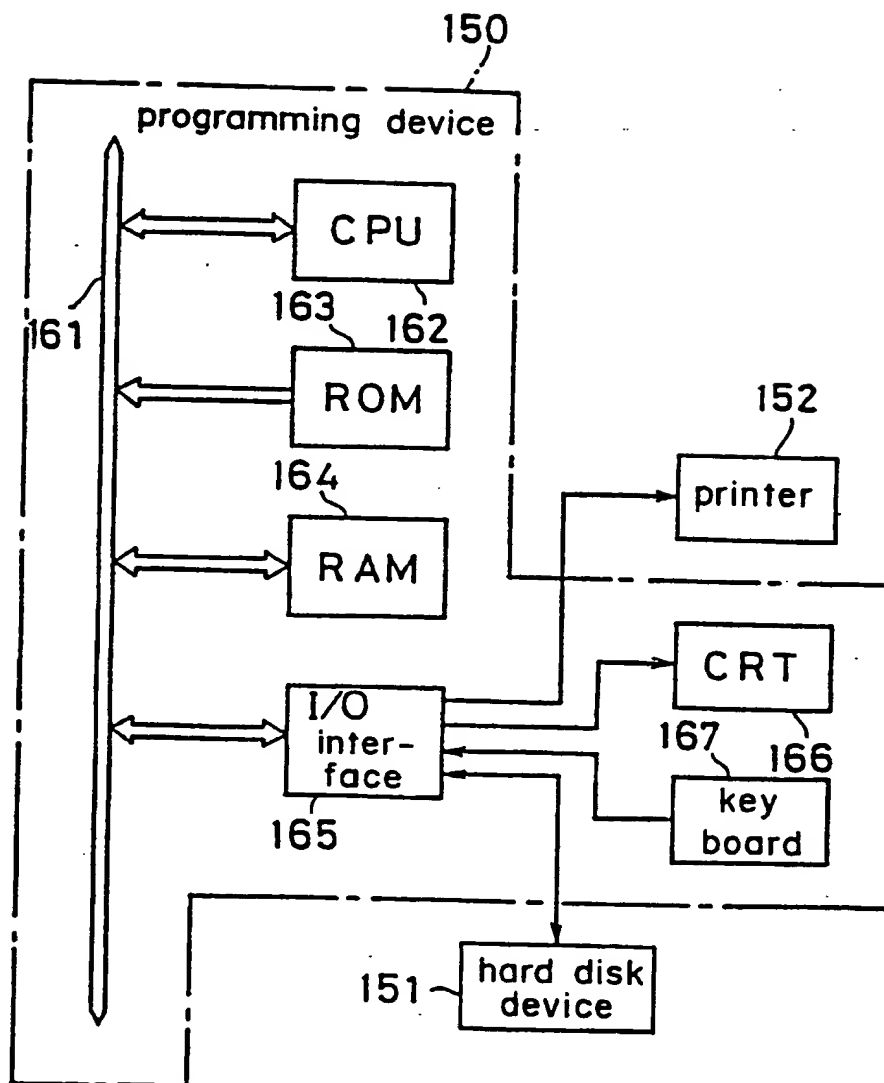 150
programming device
CPU
162
161
163
ROM
152
printer
164
RAM
CRT
166
I/O
inter-
face
165
167
key
board
151
hard disk
device